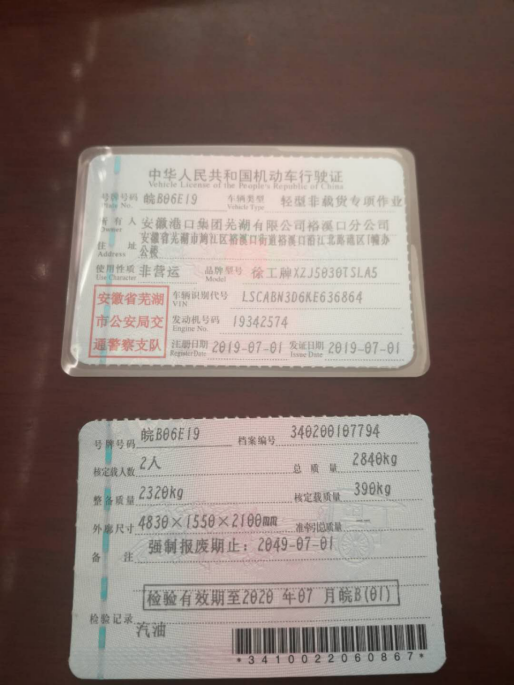 中华人民共和国机动车行驶证
Vehicle License of the People's Republic of China
号牌号码 皖B06E19 车辆类型 轻型非载货专项作业
Plate No. Vehicle Type
所有人 安徽港口集团芜湖有限公司裕溪口分公司
Owner
住址 安徽省芜湖市鸠江区裕溪口街道裕溪口沿江北路港区1幢办
Address 公楼
使用性质 非营运 品牌型号 徐工牌XZJ5030TSLA5
Use Character Model
安徽省芜湖
市公安局交
通警察支队
车辆识别代号 LSCABN3D6KE636864
VIN
发动机号码 19342574
Engine No.
注册日期 2019-07-01 发证日期 2019-07-01
Register Date Issue Date
号牌号码 皖B06E19 档案编号 340200107794
核定载人数 2人 总质量 2840kg
整备质量 2320kg 核定载质量 390kg
外廓尺寸 4830×1550×2100mm 准牵引总质量 --
备注 强制报废期止：2049-07-01
检验有效期至2020 年07 月皖B(01)
检验记录
汽油
*3410022060867*